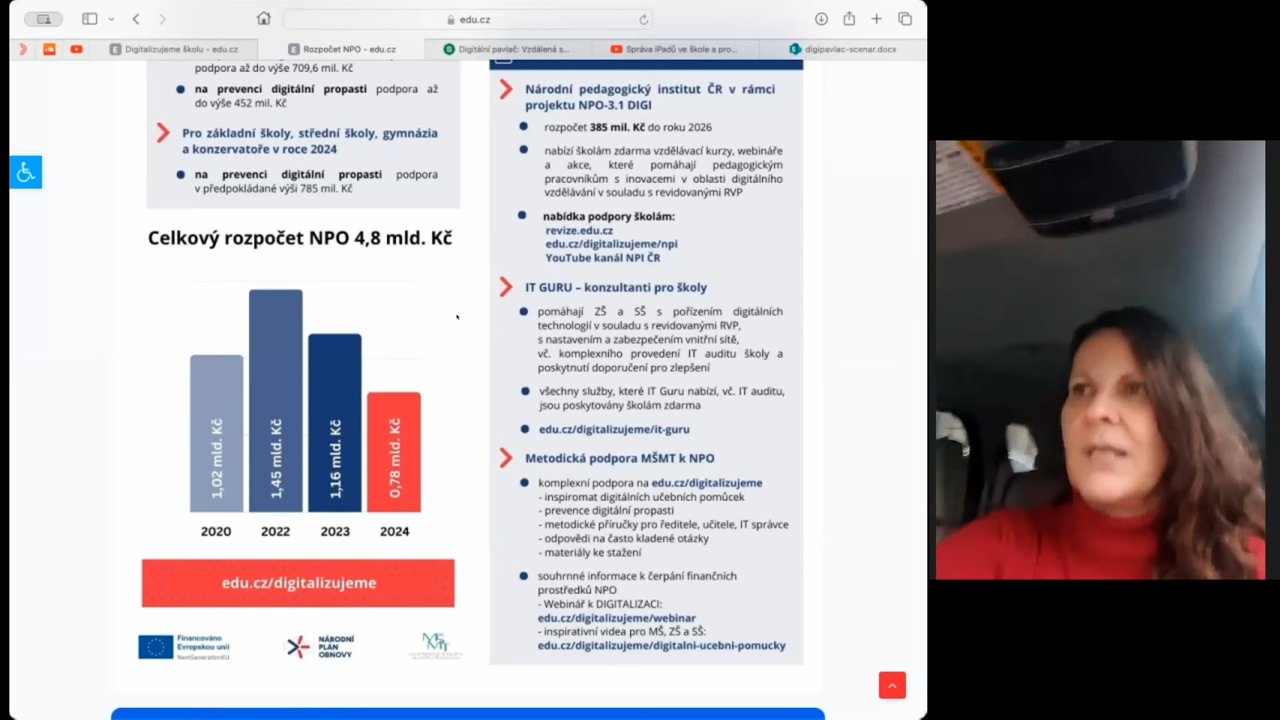 edu.cz
Digitalizujeme školu - edu.cz
Rozpočet NPO - edu.cz
Digitální pavlač: Vzdálená s...
Správa iPadů ve škole a pro...
digipavlac-scenar.docx
podpora až do výše 709,6 mil. Kč
na prevenci digitální propasti podpora až
do výše 452 mil. Kč
Pro základní školy, střední školy, gymnázia
a konzervatoře v roce 2024
na prevenci digitální propasti podpora
v předpokládané výši 785 mil. Kč
Celkový rozpočet NPO 4,8 mld. Kč
1,02 mld. Kč
1,45 mld. Kč
1,16 mld. Kč
0,78 mld. Kč
2020
2022
2023
2024
edu.cz/digitalizujeme
Financováno
Evropskou unií
NextGenerationEU
NÁRODNÍ
PLÁN
OBNOVY
Národní pedagogický institut ČR v rámci
projektu NPO-3.1 DIGI
rozpočet 385 mil. Kč do roku 2026
nabízí školám zdarma vzdělávací kurzy, webináře
a akce, které pomáhají pedagogickým
pracovníkům s inovacemi v oblasti digitálního
vzdělávání v souladu s revidovanými RVP
nabídka podpory školám:
revize.edu.cz
edu.cz/digitalizujeme/npi
YouTube kanál NPI ČR
IT GURU – konzultanti pro školy
pomáhají ZŠ a SŠ s pořízením digitálních
technologií v souladu s revidovanými RVP,
s nastavením a zabezpečením vnitřní sítě,
vč. komplexního provedení IT auditu školy a
poskytnutí doporučení pro zlepšení
všechny služby, které IT Guru nabízí, vč. IT auditu,
jsou poskytovány školám zdarma
edu.cz/digitalizujeme/it-guru
Metodická podpora MŠMT k NPO
komplexní podpora na edu.cz/digitalizujeme
- inspiromat digitálních učebních pomůcek
- prevence digitální propasti
- metodické příručky pro ředitele, učitele, IT správce
- odpovědi na často kladené otázky
- materiály ke stažení
souhrnné informace k čerpání finančních
prostředků NPO
- Webinář k DIGITALIZACI:
edu.cz/digitalizujeme/webinar
- inspirativní videa pro MŠ, ZŠ a SŠ:
edu.cz/digitalizujeme/digitalni-ucebni-pomucky